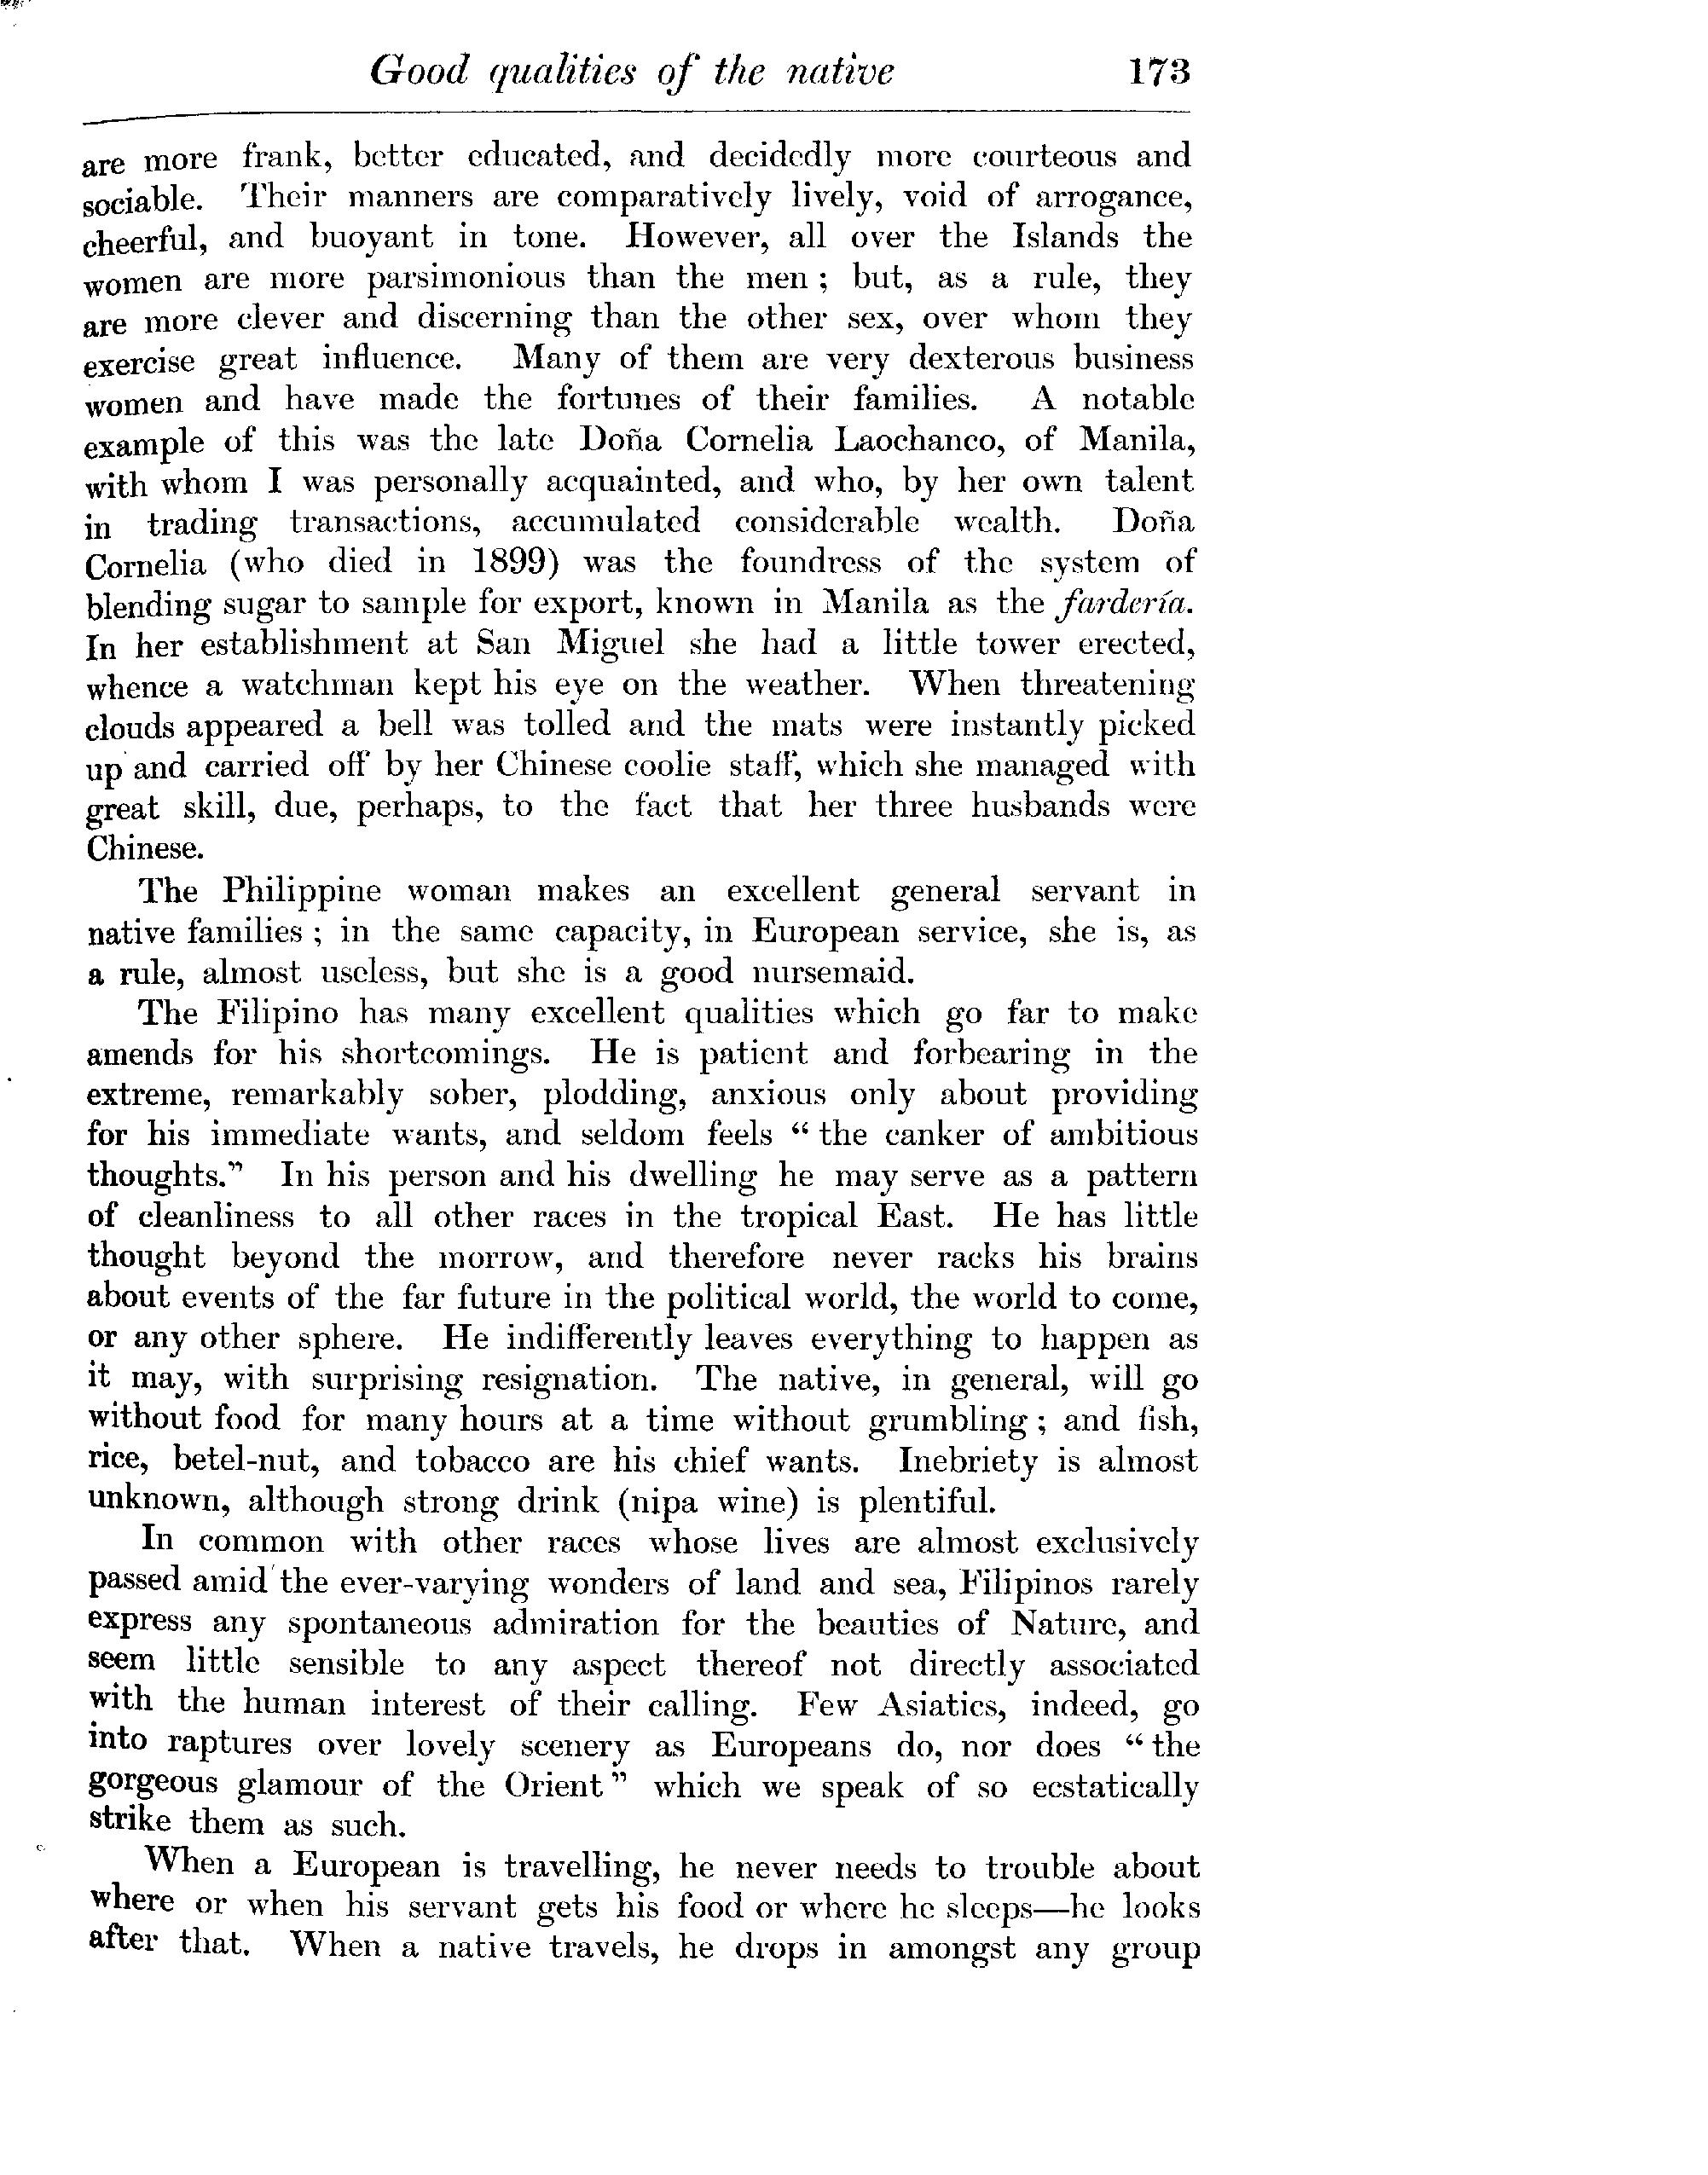 Good qualities of the native 173
are more frank, better educated, and decidedly more courteous and
sociable. Their manners are comparatively lively, void of arrogance,
cheerful, and buoyant in tone. However, all over the Islands the
women are more parsimonious than the men ; but, as a rule, they
are more clever and discerning than the other sex, over whom they
exercise great influence. Many of them are very dexterous business
women and have made the fortunes of their families. A notable
example of this was the late Doña Cornelia Laochanco, of Manila,
with whom I was personally acquainted, and who, by her own talent
in trading transactions, accumulated considerable wealth. Doña
Cornelia (who died in 1899) was the foundress of the system of
blending sugar to sample for export, known in Manila as the fardería.
In her establishment at San Miguel she had a little tower erected,
whence a watchman kept his eye on the weather. When threatening
clouds appeared a bell was tolled and the mats were instantly picked
up and carried off by her Chinese coolie staff, which she managed with
great skill, due, perhaps, to the fact that her three husbands were
Chinese.
The Philippine woman makes an excellent general servant in
native families ; in the same capacity, in European service, she is, as
a rule, almost useless, but she is a good nursemaid.
The Filipino has many excellent qualities which go far to make
amends for his shortcomings. He is patient and forbearing in the
extreme, remarkably sober, plodding, anxious only about providing
for his immediate wants, and seldom feels “ the canker of ambitious
thoughts.” In his person and his dwelling he may serve as a pattern
of cleanliness to all other races in the tropical East. He has little
thought beyond the morrow, and therefore never racks his brains
about events of the far future in the political world, the world to come,
or any other sphere. He indifferently leaves everything to happen as
it may, with surprising resignation. The native, in general, will go
without food for many hours at a time without grumbling ; and fish,
rice, betel-nut, and tobacco are his chief wants. Inebriety is almost
unknown, although strong drink (nipa wine) is plentiful.
In common with other races whose lives are almost exclusively
passed amid the ever-varying wonders of land and sea, Filipinos rarely
express any spontaneous admiration for the beauties of Nature, and
seem little sensible to any aspect thereof not directly associated
with the human interest of their calling. Few Asiatics, indeed, go
into raptures over lovely scenery as Europeans do, nor does “ the
gorgeous glamour of the Orient ” which we speak of so ecstatically
strike them as such.
When a European is travelling, he never needs to trouble about
where or when his servant gets his food or where he sleeps—he looks
after that. When a native travels, he drops in amongst any group